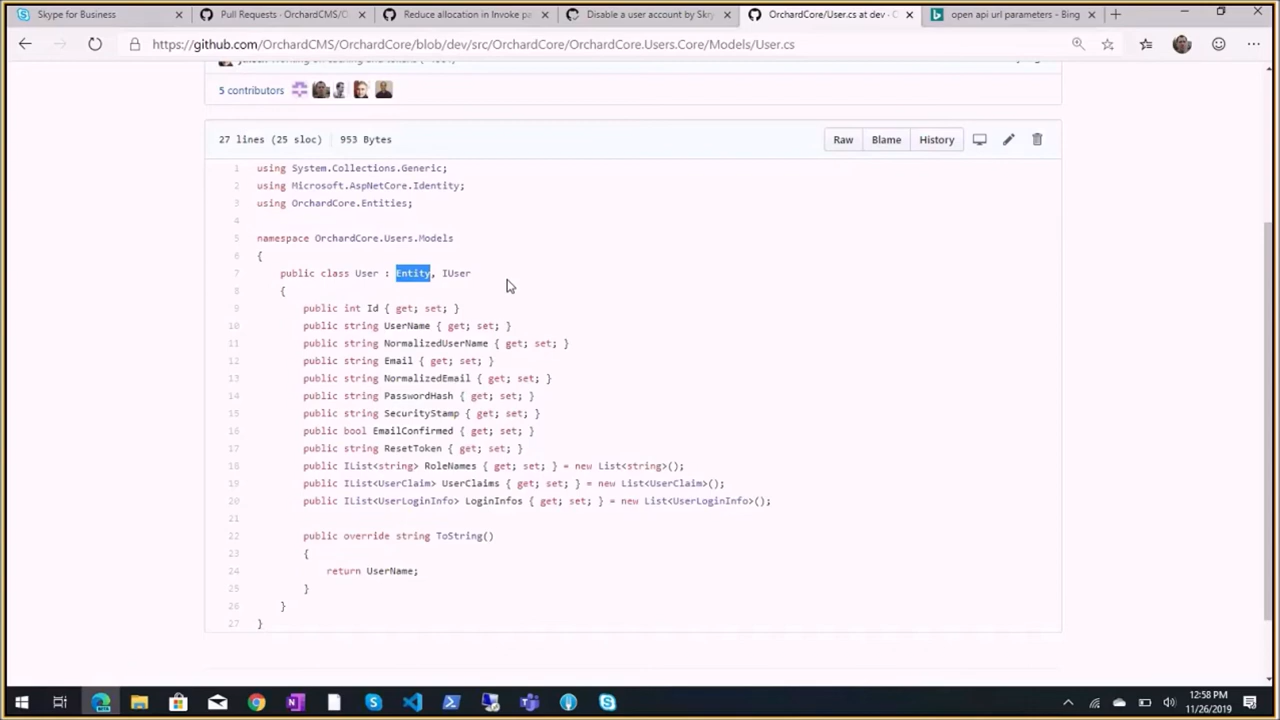 Skype for Business
Pull Requests · OrchardCMS/O
Reduce allocation in Invoke pa
Disable a user account by Skry
OrchardCore/User.cs at dev ·
open api url parameters - Bing
https://github.com/OrchardCMS/OrchardCore/blob/dev/src/OrchardCore/OrchardCore.Users.Core/Models/User.cs
5 contributors
27 lines (25 sloc) 953 Bytes
Raw Blame History
1 using System.Collections.Generic;
2 using Microsoft.AspNetCore.Identity;
3 using OrchardCore.Entities;
4
5 namespace OrchardCore.Users.Models
6 {
7 public class User : Entity, IUser
8 {
9 public int Id { get; set; }
10 public string UserName { get; set; }
11 public string NormalizedUserName { get; set; }
12 public string Email { get; set; }
13 public string NormalizedEmail { get; set; }
14 public string PasswordHash { get; set; }
15 public string SecurityStamp { get; set; }
16 public bool EmailConfirmed { get; set; }
17 public string ResetToken { get; set; }
18 public IList<string> RoleNames { get; set; } = new List<string>();
19 public IList<UserClaim> UserClaims { get; set; } = new List<UserClaim>();
20 public IList<UserLoginInfo> LoginInfos { get; set; } = new List<UserLoginInfo>();
21
22 public override string ToString()
23 {
24 return UserName;
25 }
26 }
27 }
12:58 PM
11/26/2019